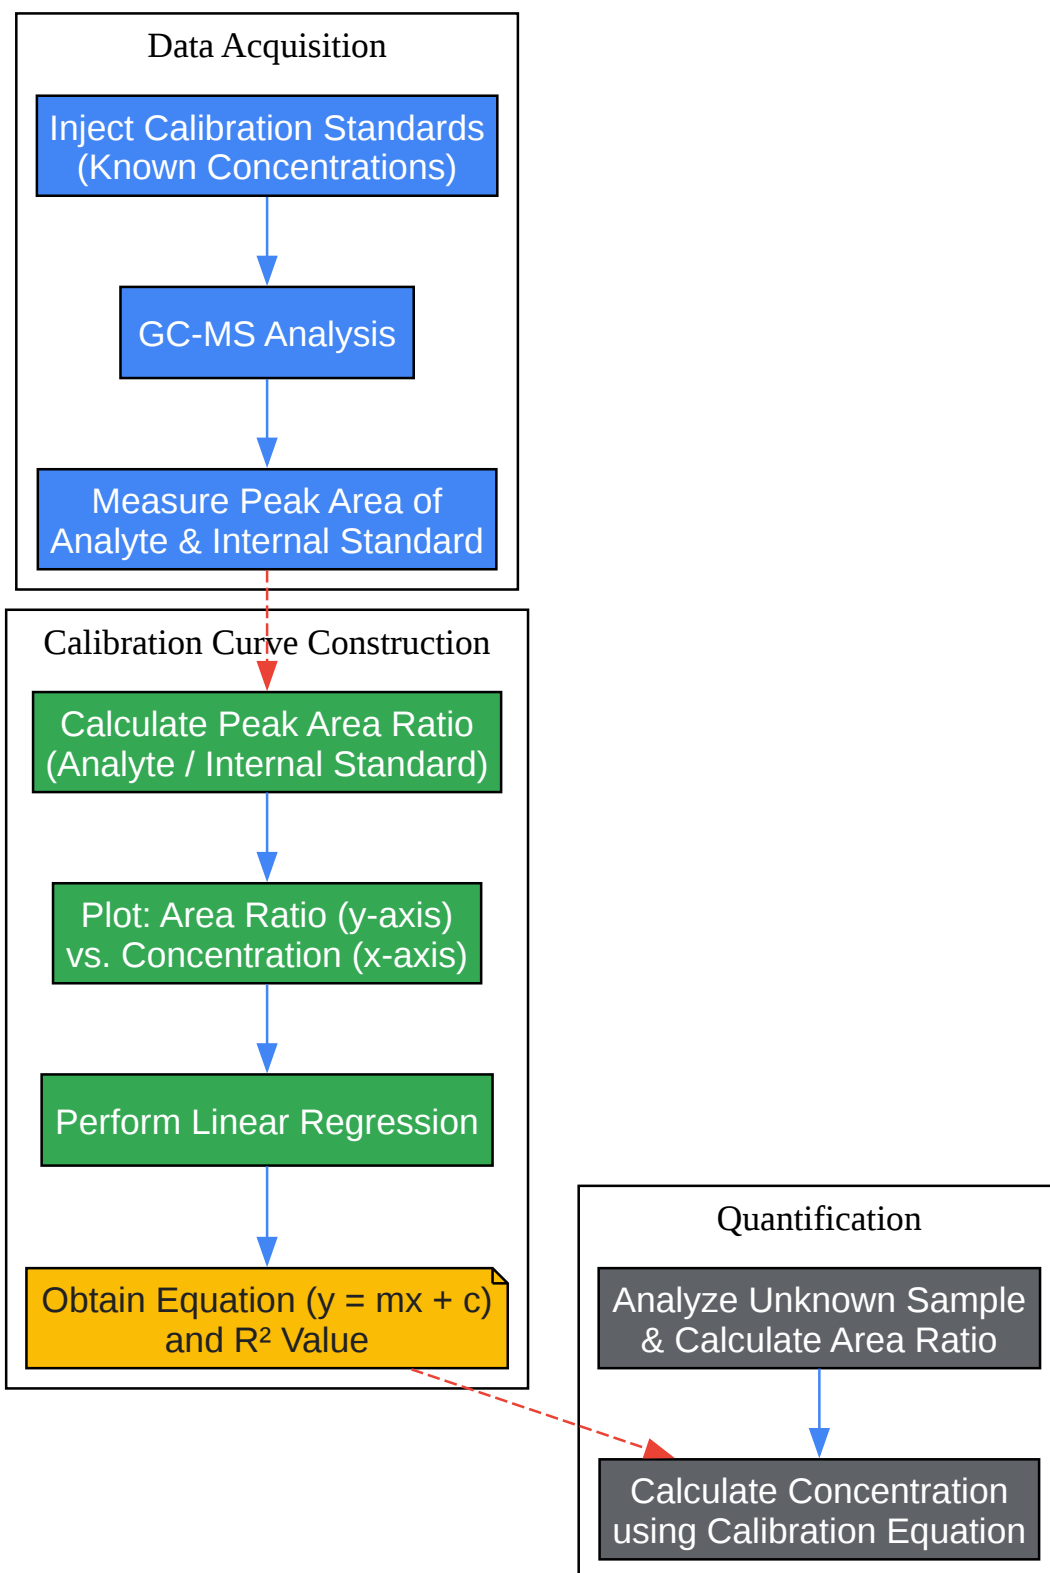 Data Acquisition
Inject Calibration Standards
(Known Concentrations)
GC-MS Analysis
Measure Peak Area of
Analyte & Internal Standard
Calibration Curve Construction
Calculate Peak Area Ratio
(Analyte / Internal Standard)
Plot: Area Ratio (y-axis)
vs. Concentration (x-axis)
Perform Linear Regression
Obtain Equation (y = mx + c)
and R² Value
Quantification
Analyze Unknown Sample
& Calculate Area Ratio
Calculate Concentration
using Calibration Equation